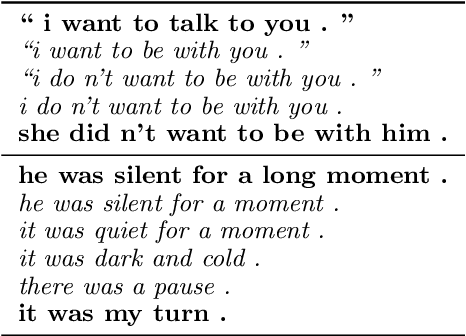 “ i want to talk to you . ”
“i want to be with you . ”
“i do n’t want to be with you . ”
i do n’t want to be with you .
she did n’t want to be with him .
he was silent for a long moment .
he was silent for a moment .
it was quiet for a moment .
it was dark and cold .
there was a pause .
it was my turn .